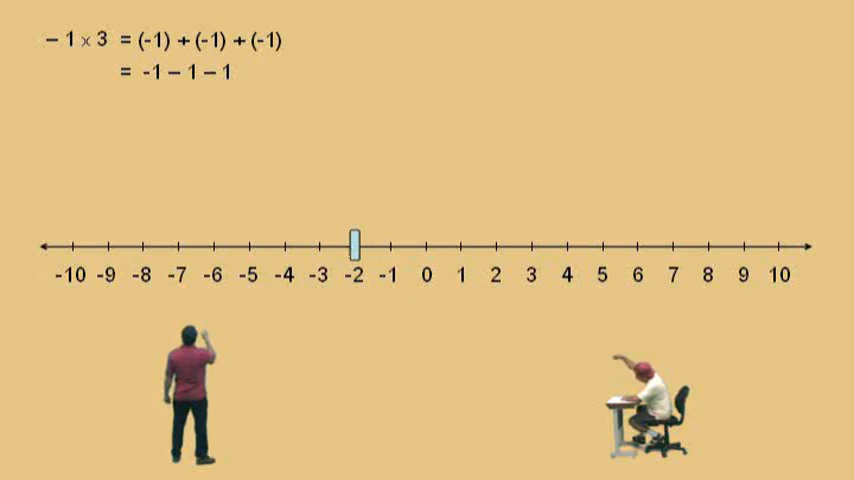 – 1 x 3 = (-1) + (-1) + (-1)
= -1 – 1 – 1
-10 -9 -8 -7 -6 -5 -4 -3 -2 -1 0 1 2 3 4 5 6 7 8 9 10